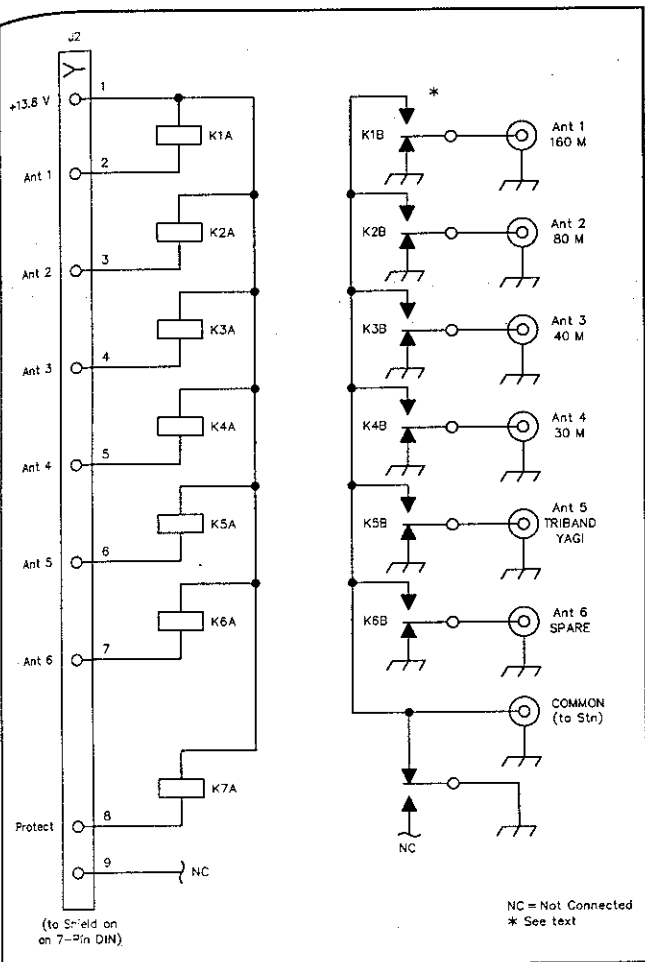 J2
+13.8 V
1
K1A
Ant 1
2
K2A
Ant 2
3
K3A
Ant 3
4
K4A
Ant 4
5
K5A
Ant 5
6
K6A
Ant 6
7
K7A
Protect
8
9
NC
(to Shield on
on 7-Pin DIN)
*
K1B
Ant 1
160 M
K2B
Ant 2
80 M
K3B
Ant 3
40 M
K4B
Ant 4
30 M
K5B
Ant 5
TRIBAND
YAGI
K6B
Ant 6
SPARE
COMMON
(to Stn)
NC
NC = Not Connected
* See text